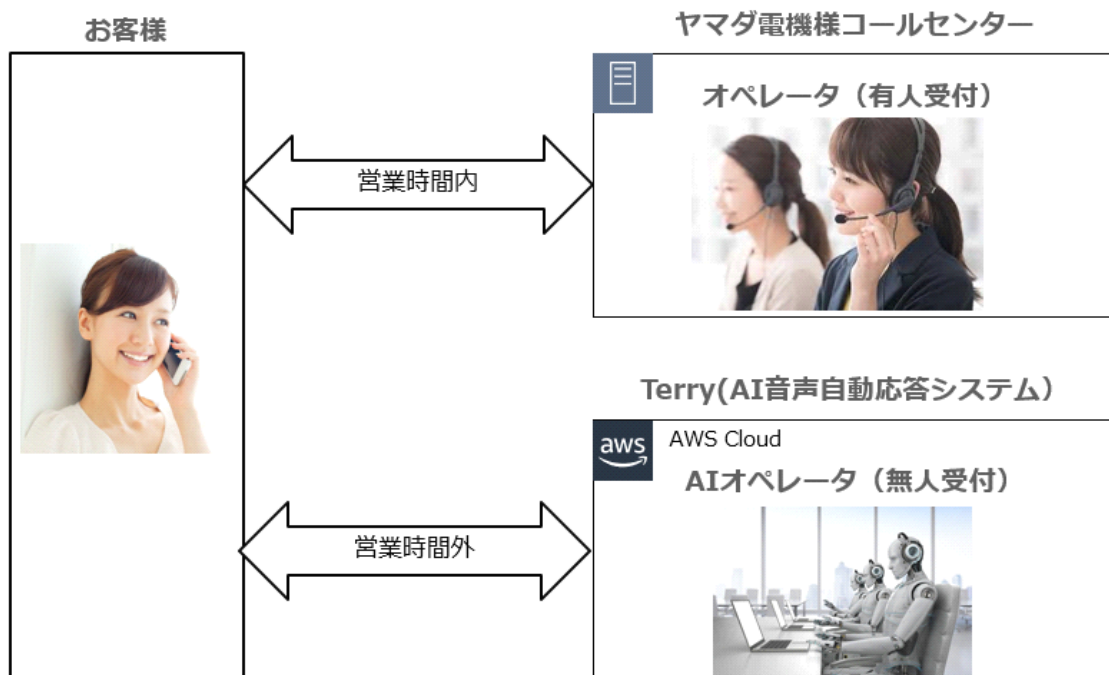 お客様
ヤマダ電機様コールセンター
オペレータ（有人受付）
営業時間内
Terry(AI音声自動応答システム）
aws
AWS Cloud
AIオペレータ（無人受付）
営業時間外